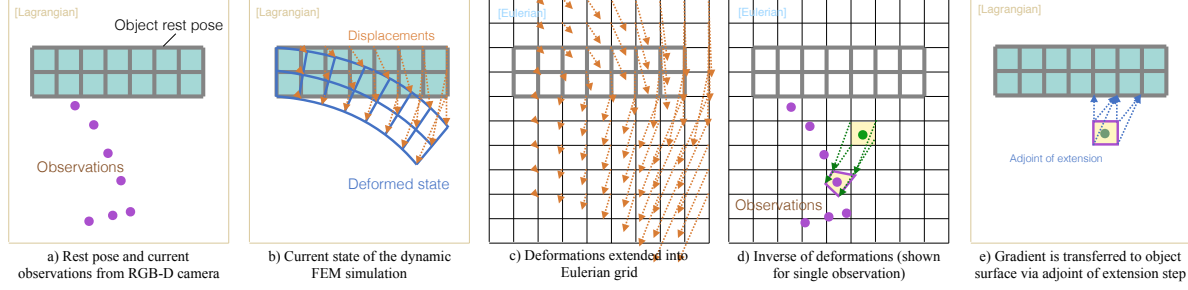 [Lagrangian]
Object rest pose
Observations
a) Rest pose and current
observations from RGB-D camera
[Lagrangian]
Displacements
Deformed state
b) Current state of the dynamic
FEM simulation
[Eulerian]
c) Deformations extended into
Eulerian grid
[Eulerian]
Observations
d) Inverse of deformations (shown
for single observation)
[Lagrangian]
Adjoint of extension
e) Gradient is transferred to object
surface via adjoint of extension step